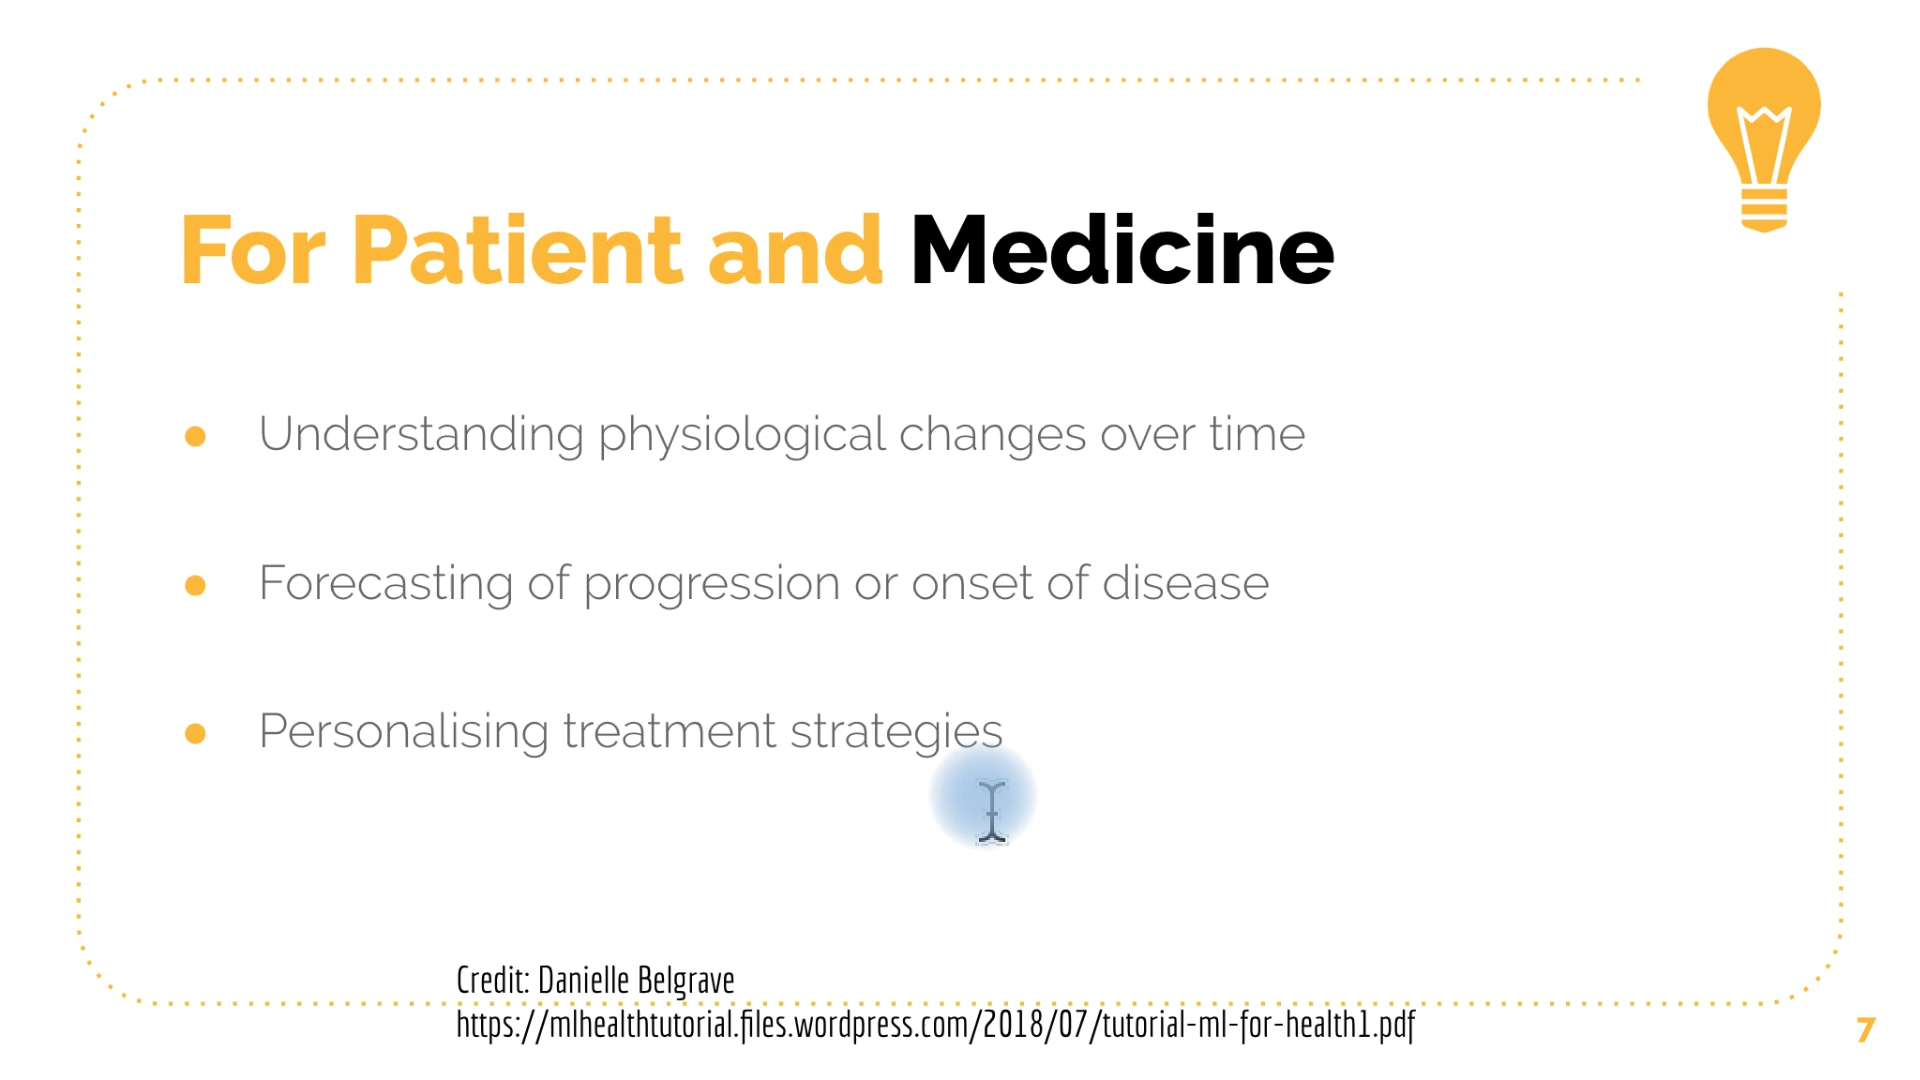 For Patient and Medicine
● Understanding physiological changes over time
● Forecasting of progression or onset of disease
● Personalising treatment strategies
Credit: Danielle Belgrave
https://mlhealthtutorial.files.wordpress.com/2018/07/tutorial-ml-for-health1.pdf
7